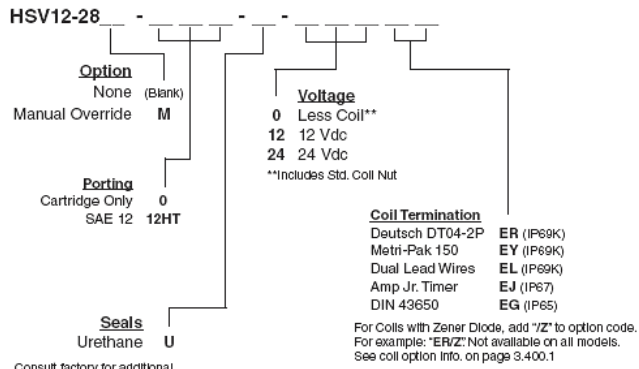 HSV12-28__ - __ __ __ - __ - __ __ __ __ __
Option
None (Blank)
Manual Override M
Porting
Cartridge Only 0
SAE 12 12HT
Seals
Urethane U
Consult factory for additional
Voltage
0 Less Coil**
12 12 Vdc
24 24 Vdc
**Includes Std. Coil Nut
Coil Termination
Deutsch DT04-2P ER (IP69K)
Metri-Pak 150 EY (IP69K)
Dual Lead Wires EL (IP69K)
Amp Jr. Timer EJ (IP67)
DIN 43650 EG (IP65)
For Coils with Zener Diode, add "/Z" to option code.
For example: "ER/Z". Not available on all models.
See coil option info. on page 3.400.1